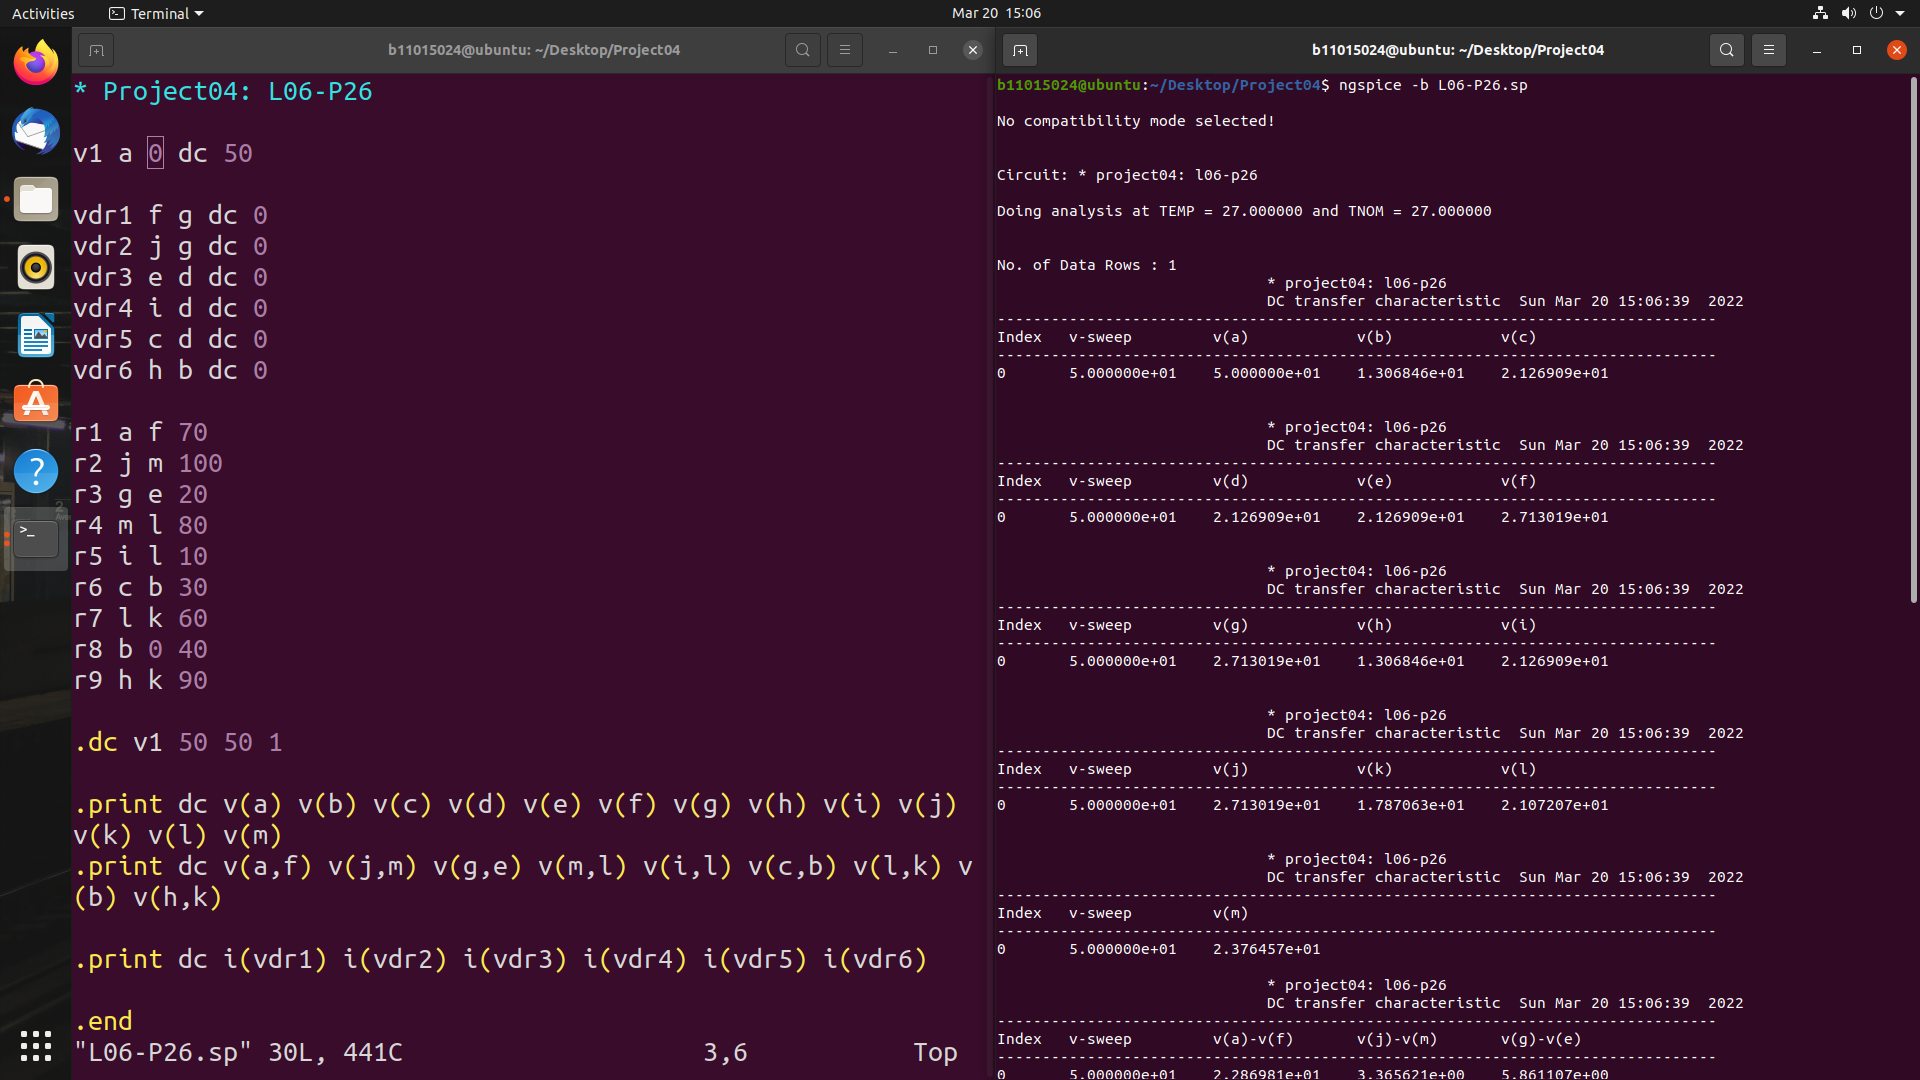 Activities
Terminal
Mar 20 15:06
b11015024@ubuntu: ~/Desktop/Project04
* Project04: L06-P26
v1 a 0 dc 50
vdr1 f g dc 0
vdr2 j g dc 0
vdr3 e d dc 0
vdr4 i d dc 0
vdr5 c d dc 0
vdr6 h b dc 0
r1 a f 70
r2 j m 100
r3 g e 20
r4 m l 80
r5 i l 10
r6 c b 30
r7 l k 60
r8 b 0 40
r9 h k 90
.dc v1 50 50 1
.print dc v(a) v(b) v(c) v(d) v(e) v(f) v(g) v(h) v(i) v(j)
v(k) v(l) v(m)
.print dc v(a,f) v(j,m) v(g,e) v(m,l) v(i,l) v(c,b) v(l,k) v
(b) v(h,k)
.print dc i(vdr1) i(vdr2) i(vdr3) i(vdr4) i(vdr5) i(vdr6)
.end
"L06-P26.sp" 30L, 441C 3,6 Top
b11015024@ubuntu: ~/Desktop/Project04
b11015024@ubuntu:~/Desktop/Project04$ ngspice -b L06-P26.sp
No compatibility mode selected!
Circuit: * project04: l06-p26
Doing analysis at TEMP = 27.000000 and TNOM = 27.000000
No. of Data Rows : 1
* project04: l06-p26
DC transfer characteristic Sun Mar 20 15:06:39 2022
--------------------------------------------------------------------------------
Index v-sweep v(a) v(b) v(c)
--------------------------------------------------------------------------------
0 5.000000e+01 5.000000e+01 1.306846e+01 2.126909e+01
* project04: l06-p26
DC transfer characteristic Sun Mar 20 15:06:39 2022
--------------------------------------------------------------------------------
Index v-sweep v(d) v(e) v(f)
--------------------------------------------------------------------------------
0 5.000000e+01 2.126909e+01 2.126909e+01 2.713019e+01
* project04: l06-p26
DC transfer characteristic Sun Mar 20 15:06:39 2022
--------------------------------------------------------------------------------
Index v-sweep v(g) v(h) v(i)
--------------------------------------------------------------------------------
0 5.000000e+01 2.713019e+01 1.306846e+01 2.126909e+01
* project04: l06-p26
DC transfer characteristic Sun Mar 20 15:06:39 2022
--------------------------------------------------------------------------------
Index v-sweep v(j) v(k) v(l)
--------------------------------------------------------------------------------
0 5.000000e+01 2.713019e+01 1.787063e+01 2.107207e+01
* project04: l06-p26
DC transfer characteristic Sun Mar 20 15:06:39 2022
--------------------------------------------------------------------------------
Index v-sweep v(m)
--------------------------------------------------------------------------------
0 5.000000e+01 2.376457e+01
* project04: l06-p26
DC transfer characteristic Sun Mar 20 15:06:39 2022
--------------------------------------------------------------------------------
Index v-sweep v(a)-v(f) v(j)-v(m) v(g)-v(e)
--------------------------------------------------------------------------------
0 5.000000e+01 2.286981e+01 3.365621e+00 5.861107e+00